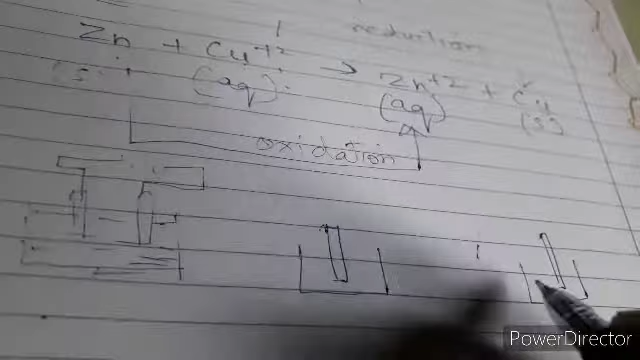 reduction
Zn + Cu+2 → Zn+2 + Cu
(s) (aq) (aq) (s)
oxidation
PowerDirector